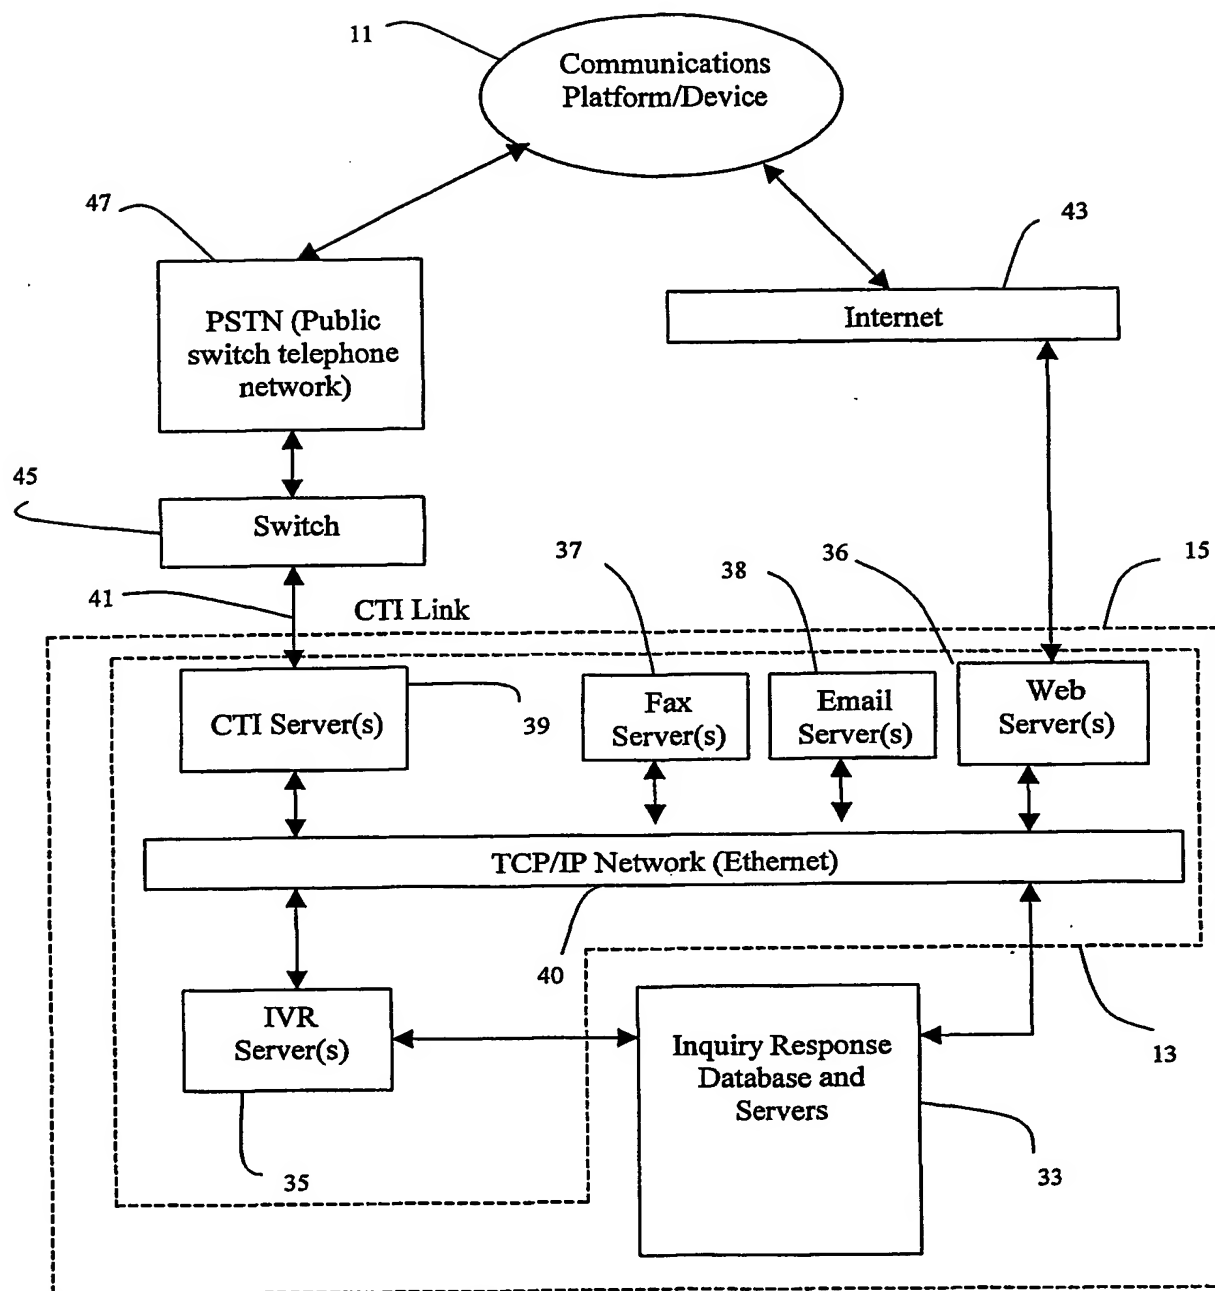 11
Communications
Platform/Device
47
43
PSTN (Public
switch telephone
network)
Internet
45
Switch
41
CTI Link
37
38
36
15
CTI Server(s)
39
Fax
Server(s)
Email
Server(s)
Web
Server(s)
TCP/IP Network (Ethernet)
40
IVR
Server(s)
35
Inquiry Response
Database and
Servers
13
33